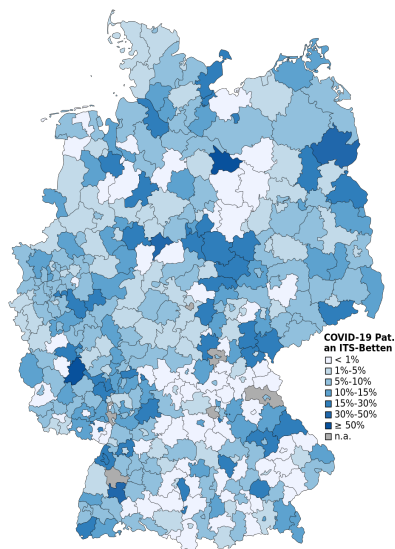 COVID-19 Pat.
an ITS-Betten
< 1%
1%-5%
5%-10%
10%-15%
15%-30%
30%-50%
≥ 50%
n.a.